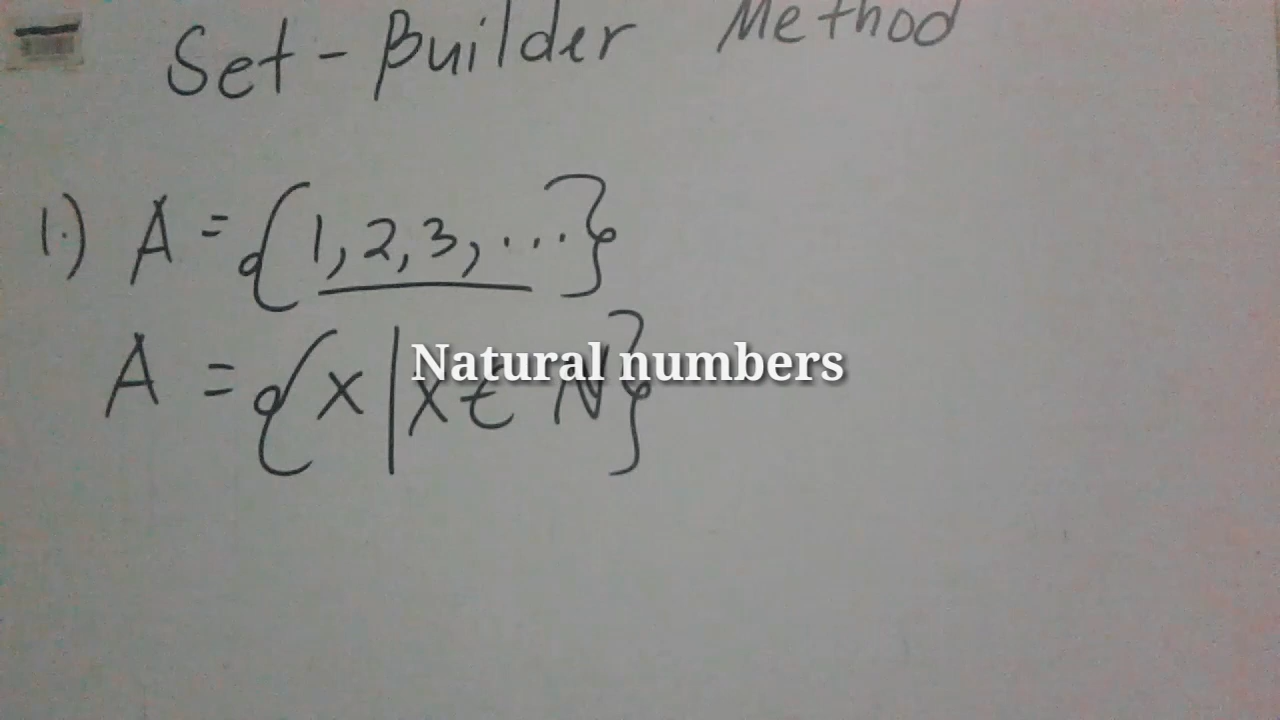 Set-Builder Method
1.) A = {1, 2, 3, ...}
A = {x | x ∈ N}
Natural numbers